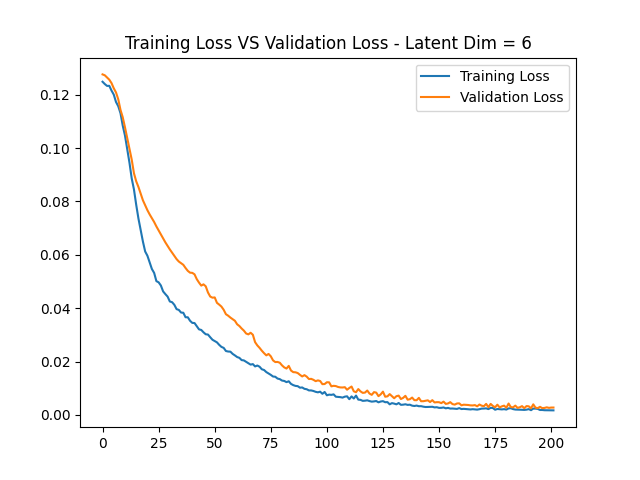 Training Loss VS Validation Loss - Latent Dim = 6
Training Loss
Validation Loss
0.12
0.10
0.08
0.06
0.04
0.02
0.00
0 25 50 75 100 125 150 175 200